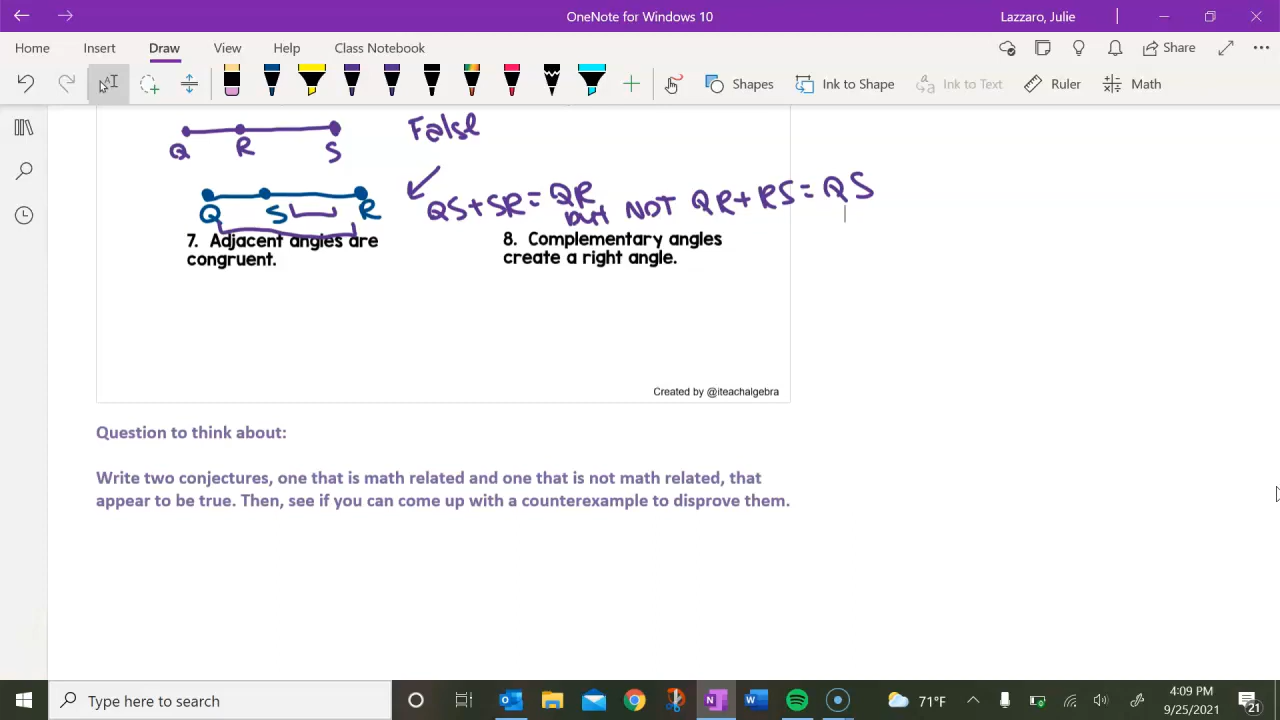 OneNote for Windows 10
Lazzaro, Julie
Home Insert Draw View Help Class Notebook
Share
Shapes Ink to Shape Ink to Text Ruler Math
False
Q R S
QS+SR=QR
but NOT QR+RS=QS
Q S R
7. Adjacent angles are
congruent.
8. Complementary angles
create a right angle.
Created by @iteachalgebra
Question to think about:
Write two conjectures, one that is math related and one that is not math related, that
appear to be true. Then, see if you can come up with a counterexample to disprove them.
Type here to search
71°F
4:09 PM
9/25/2021
21